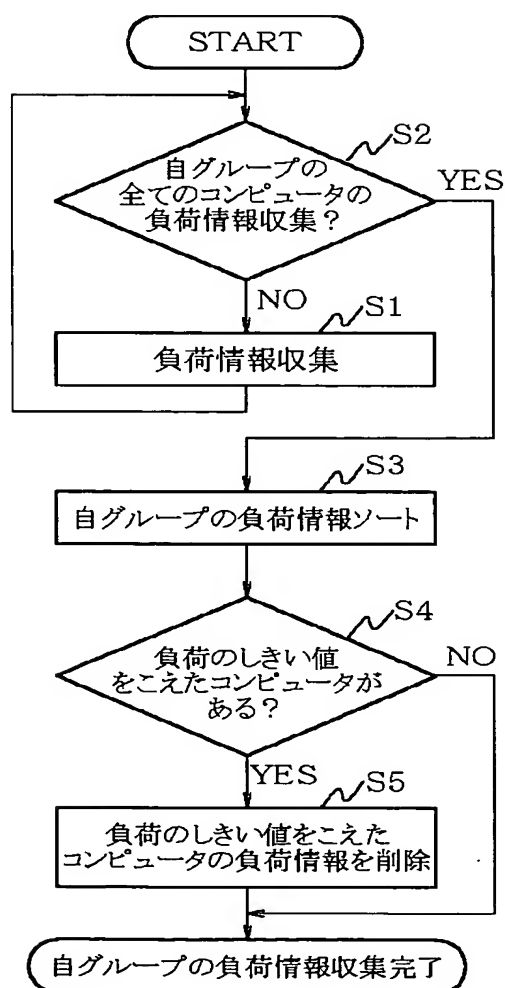 START
S2
自グループの
全てのコンピュータの
負荷情報収集？
YES
NO
S1
負荷情報収集
S3
自グループの負荷情報ソート
S4
負荷のしきい値
をこえたコンピュータが
ある？
NO
YES
S5
負荷のしきい値をこえた
コンピュータの負荷情報を削除
自グループの負荷情報収集完了